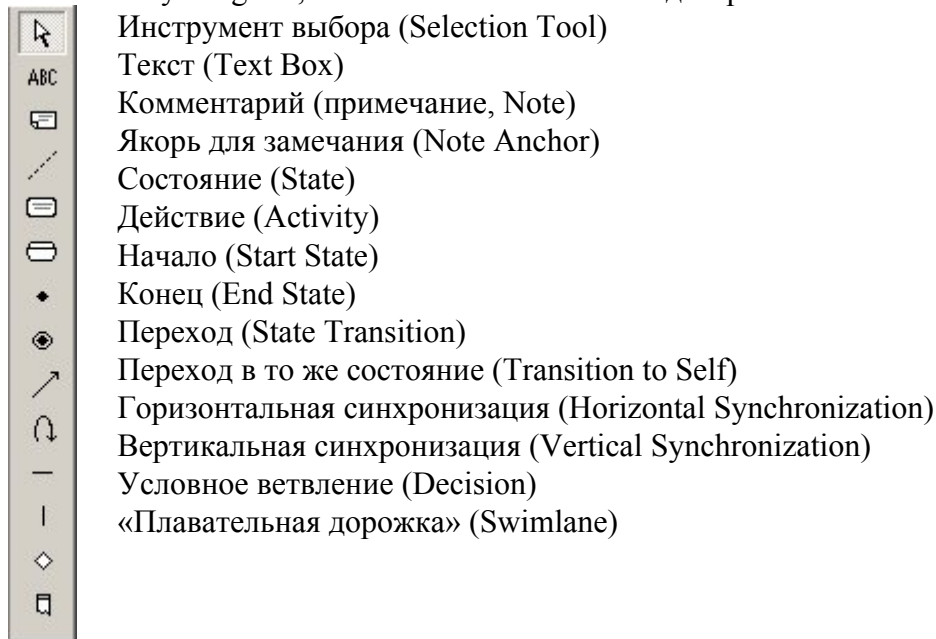 Инструмент выбора (Selection Tool)
ABC
Текст (Text Box)
Комментарий (примечание, Note)
Якорь для замечания (Note Anchor)
Состояние (State)
Действие (Activity)
Начало (Start State)
Конец (End State)
Переход (State Transition)
Переход в то же состояние (Transition to Self)
Горизонтальная синхронизация (Horizontal Synchronization)
Вертикальная синхронизация (Vertical Synchronization)
Условное ветвление (Decision)
«Плавательная дорожка» (Swimlane)